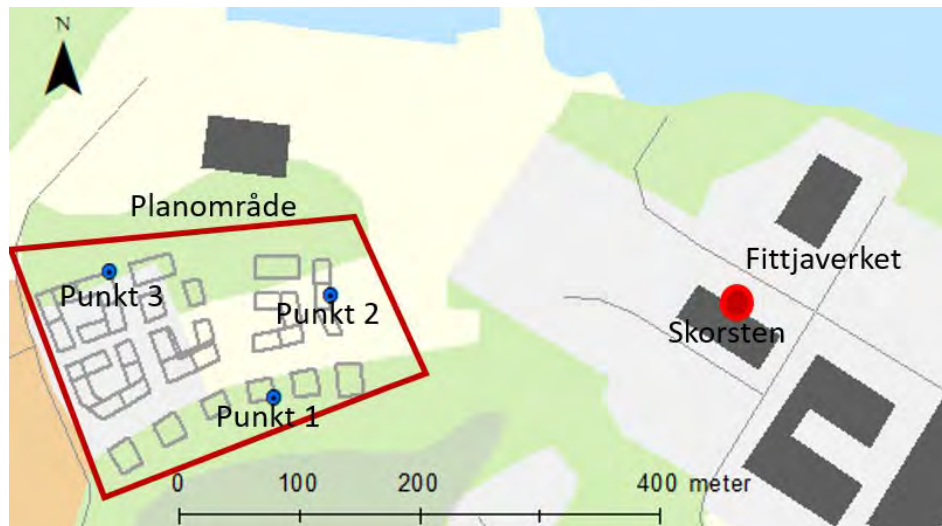 N
Planområde
Fittjaverket
Punkt 3
Punkt 2
Skorsten
Punkt 1
0 100 200 400 meter